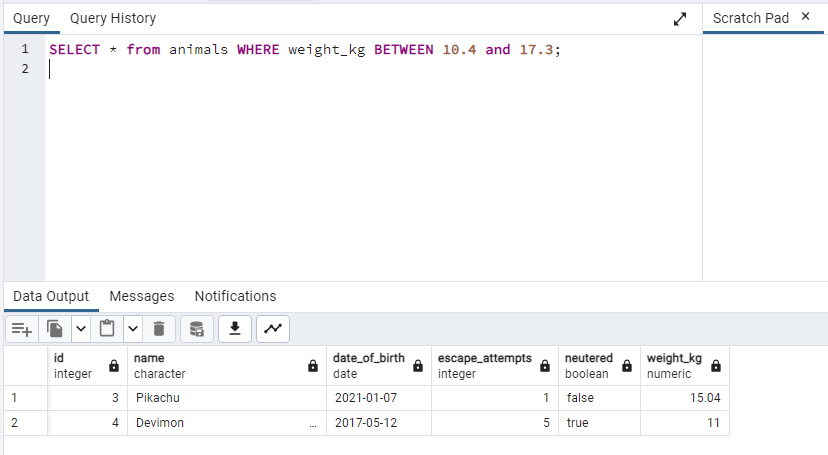 Query Query History Scratch Pad ×
1 SELECT * from animals WHERE weight_kg BETWEEN 10.4 and 17.3;
2
Data Output Messages Notifications
id name date_of_birth escape_attempts neutered weight_kg
integer character date integer boolean numeric
1 3 Pikachu 2021-01-07 1 false 15.04
2 4 Devimon ... 2017-05-12 5 true 11